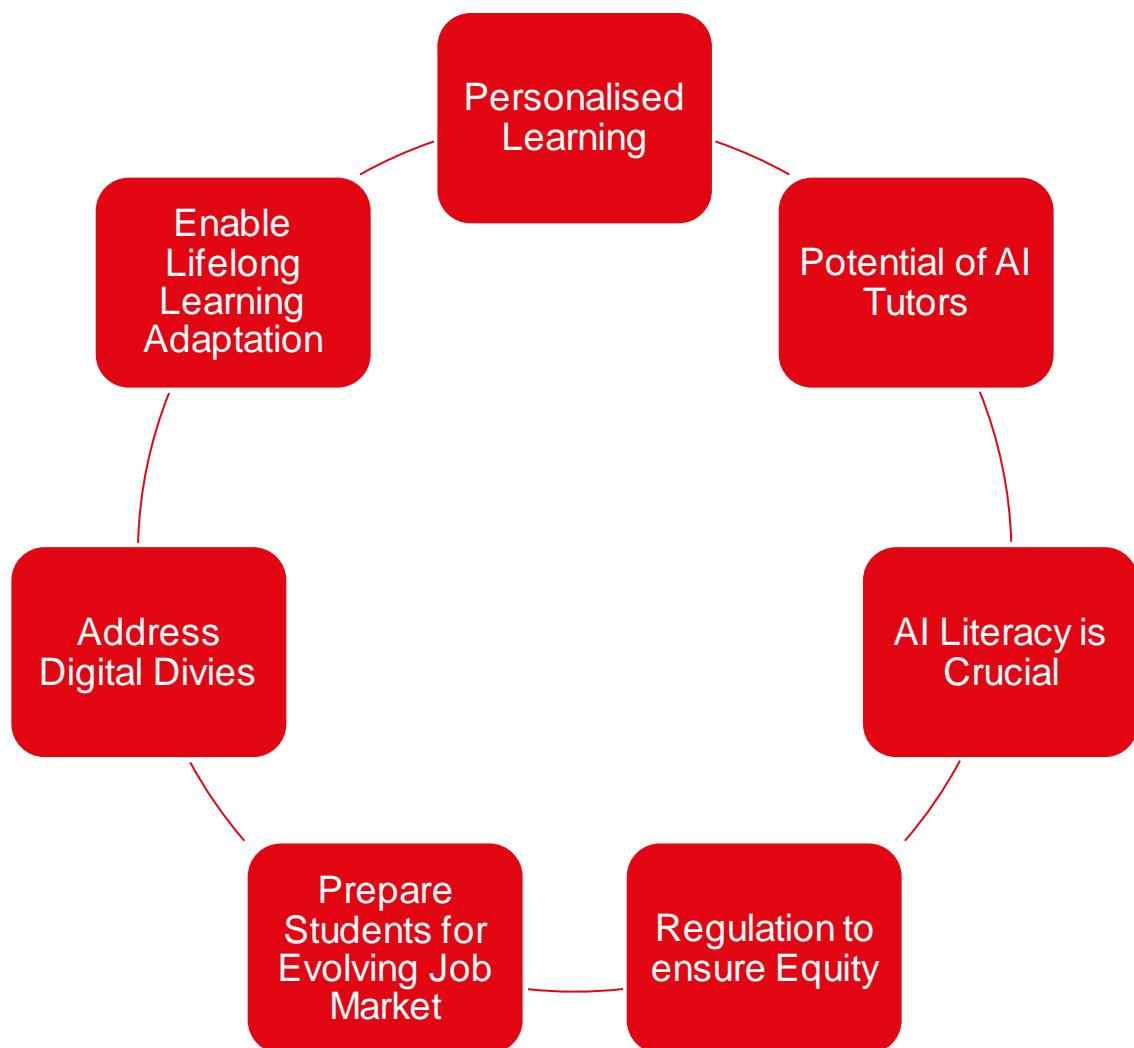 Personalised
Learning
Potential of AI
Tutors
AI Literacy is
Crucial
Regulation to
ensure Equity
Prepare
Students for
Evolving Job
Market
Address
Digital Divies
Enable
Lifelong
Learning
Adaptation